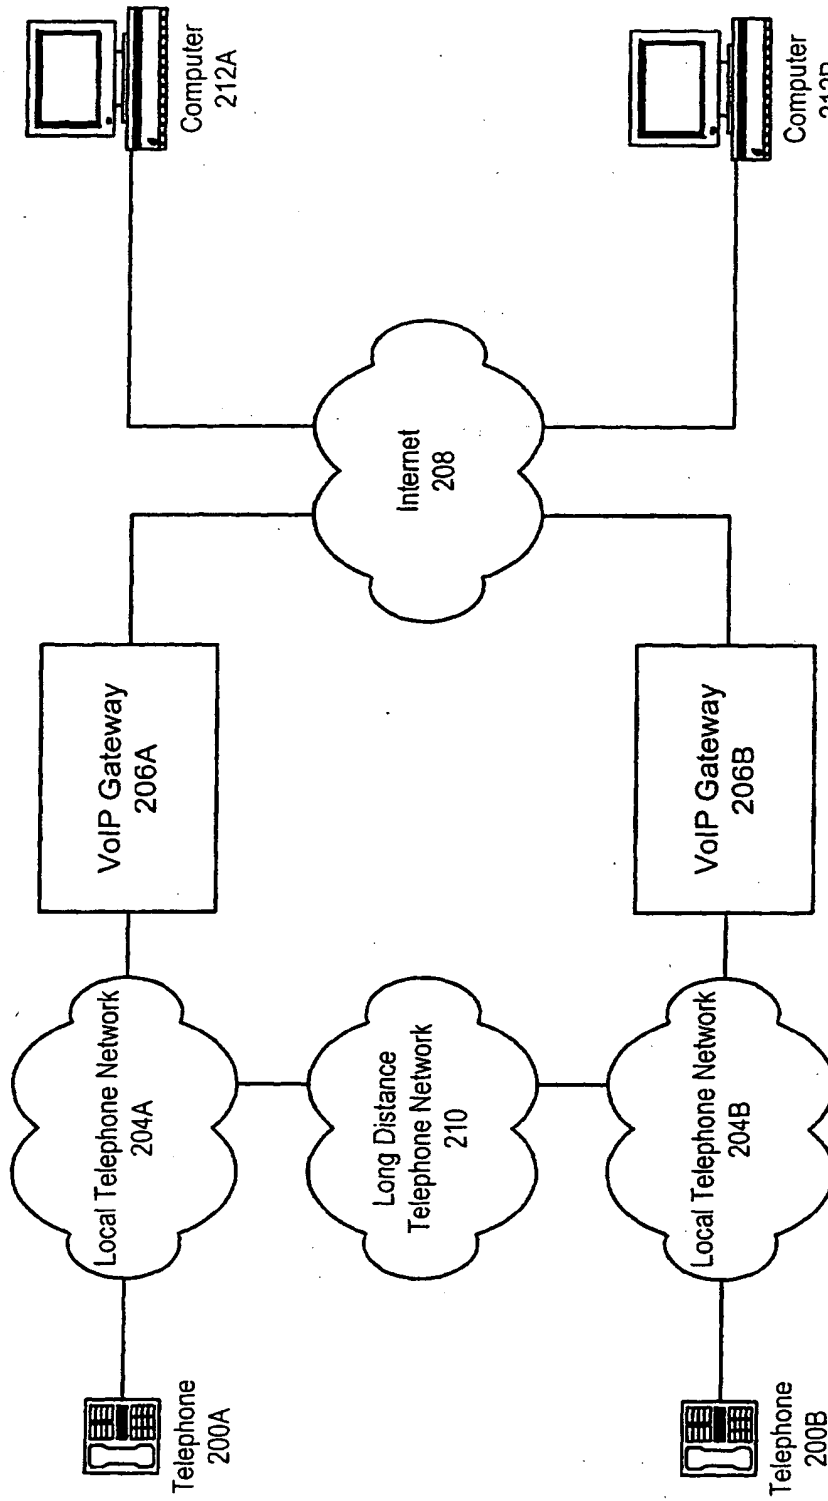 Telephone
200A
Local Telephone Network
204A
VoIP Gateway
206A
Computer
212A
Long Distance
Telephone Network
210
Internet
208
Telephone
200B
Local Telephone Network
204B
VoIP Gateway
206B
Computer
212B